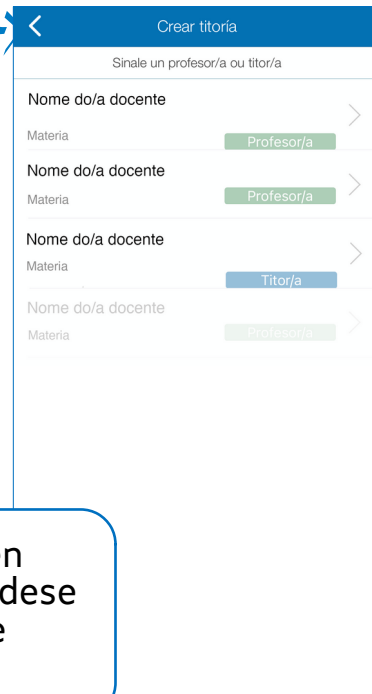 Crear titoría
Sinale un profesor/a ou titor/a
Nome do/a docente
Materia
Profesor/a
Nome do/a docente
Materia
Profesor/a
Nome do/a docente
Materia
Titor/a
Nome do/a docente
Materia
Profesor/a
dese